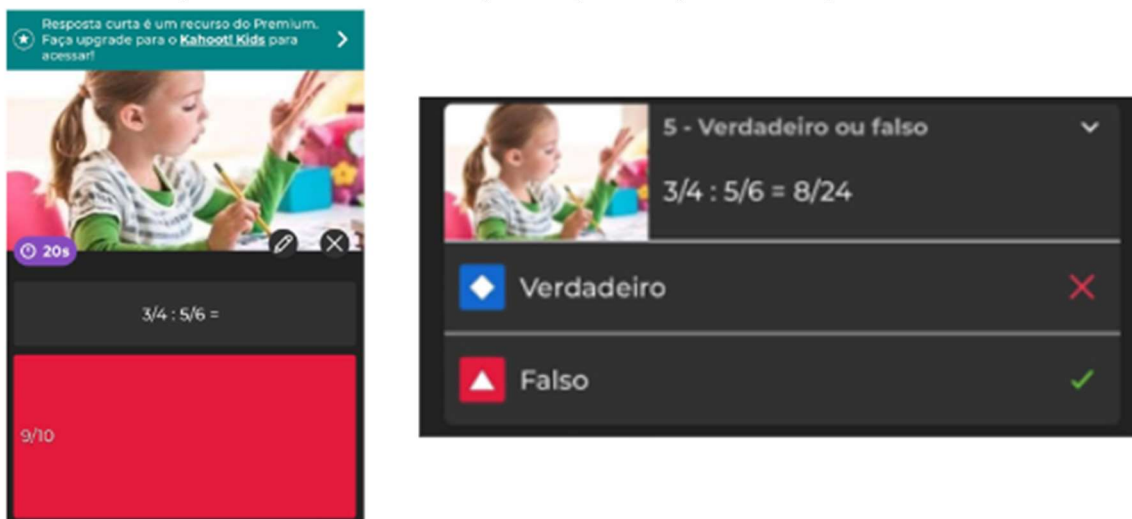 Resposta curta é um recurso do Premium.
Faça upgrade para o Kahoot! Kids para
acessar!
20s
3/4 : 5/6 =
9/10
5 - Verdadeiro ou falso
3/4 : 5/6 = 8/24
Verdadeiro
Falso